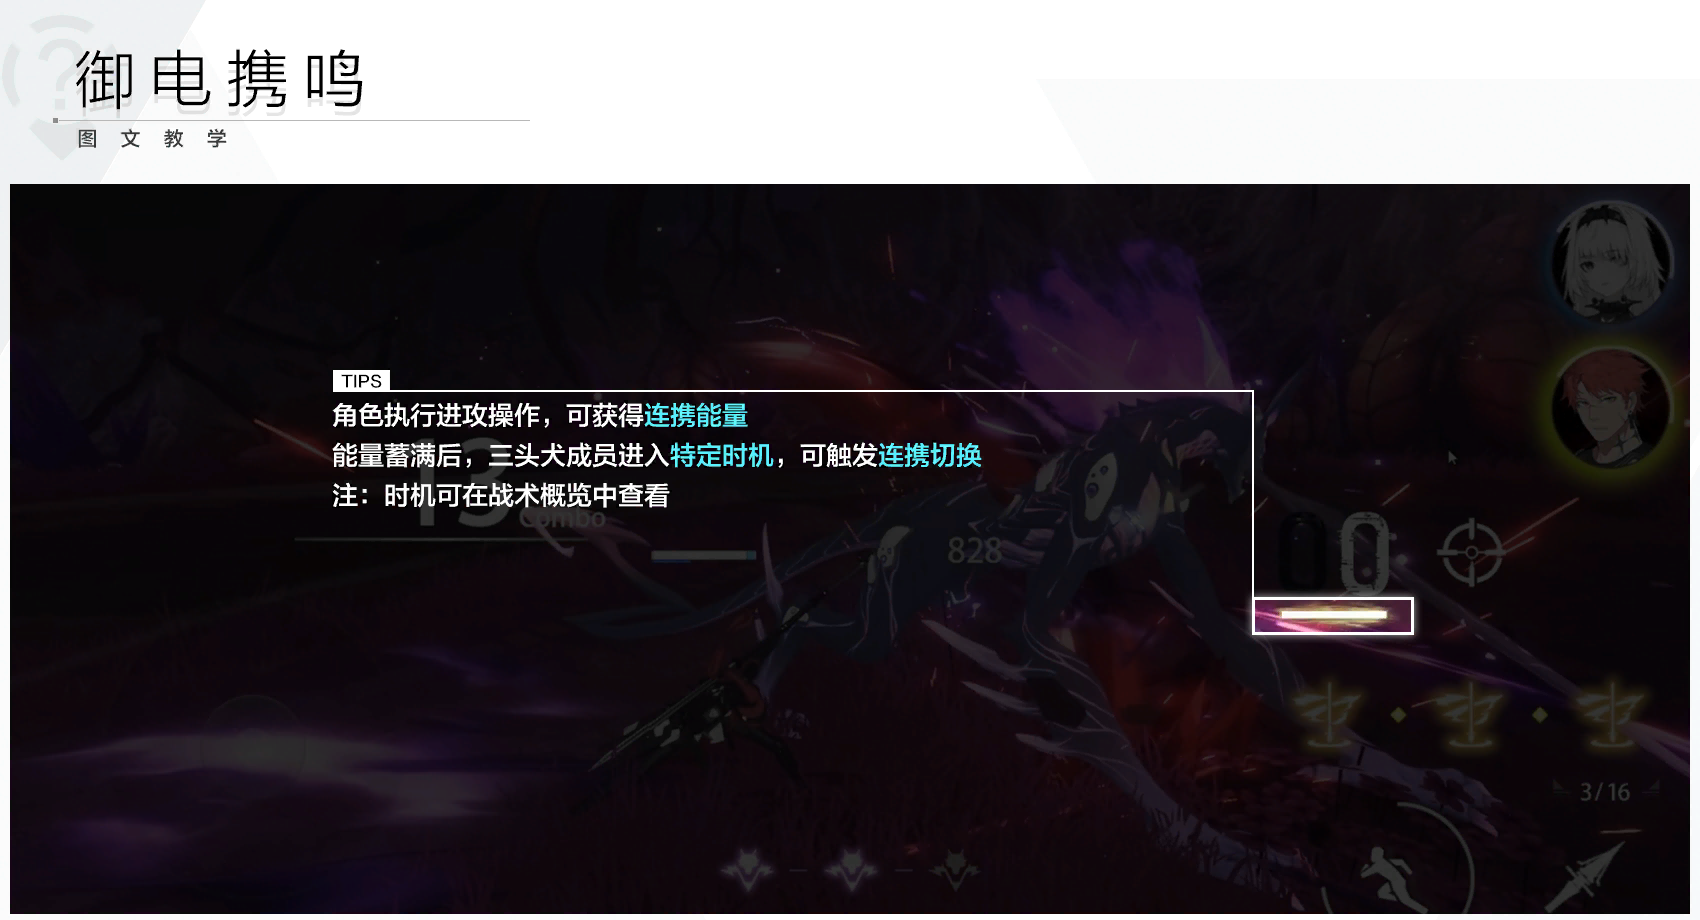 御电携鸣
图文教学
TIPS
角色执行进攻操作，可获得连携能量
能量蓄满后，三头犬成员进入特定时机，可触发连携切换
注：时机可在战术概览中查看
13
Combo
828
00
3/16